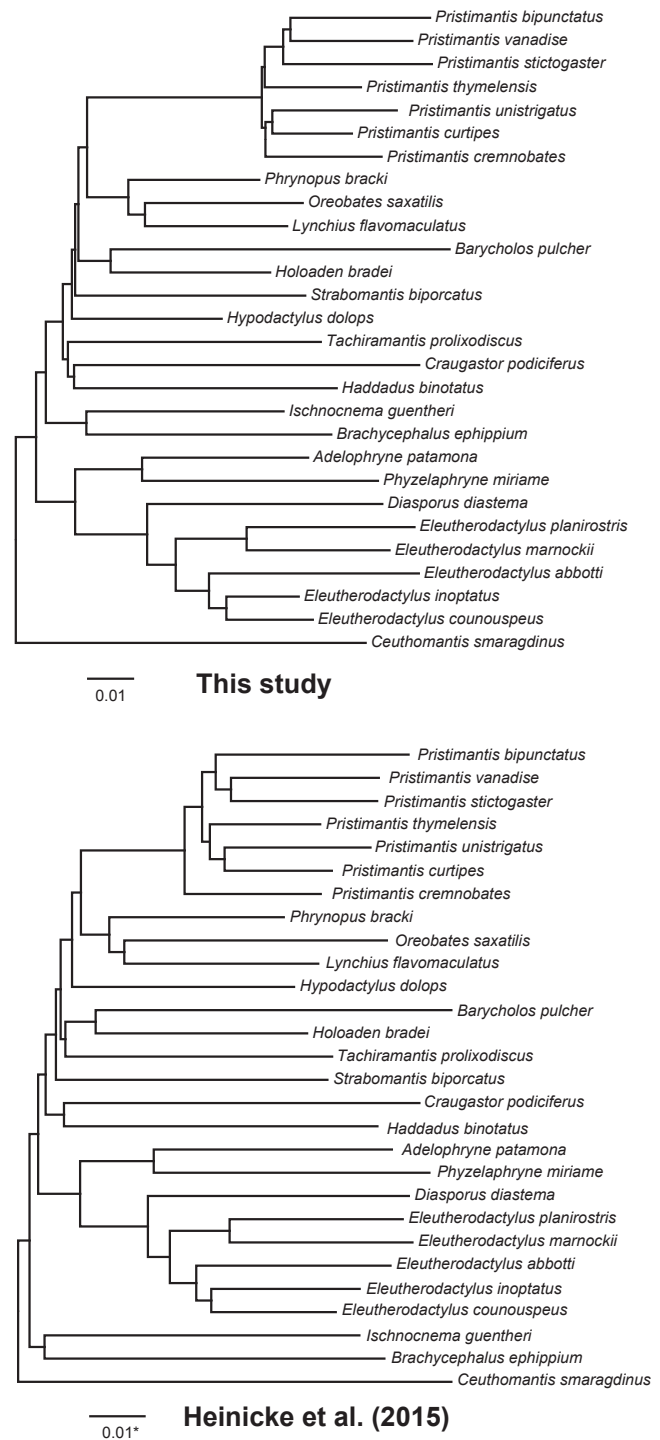 Pristimantis bipunctatus
Pristimantis vanadise
Pristimantis stictogaster
Pristimantis thymelensis
Pristimantis unistrigatus
Pristimantis curtipes
Pristimantis cremnobates
Phrynopus bracki
Oreobates saxatilis
Lynchius flavomaculatus
Barycholos pulcher
Holoaden bradei
Strabomantis biporcatus
Hypodactylus dolops
Tachiramantis prolixodiscus
Craugastor podiciferus
Haddadus binotatus
Ischnocnema guentheri
Brachycephalus ephippium
Adelophryne patamona
Phyzelaphryne miriame
Diasporus diastema
Eleutherodactylus planirostris
Eleutherodactylus marnockii
Eleutherodactylus abbotti
Eleutherodactylus inoptatus
Eleutherodactylus counouspeus
Ceuthomantis smaragdinus
0.01
This study
Pristimantis bipunctatus
Pristimantis vanadise
Pristimantis stictogaster
Pristimantis thymelensis
Pristimantis unistrigatus
Pristimantis curtipes
Pristimantis cremnobates
Phrynopus bracki
Oreobates saxatilis
Lynchius flavomaculatus
Hypodactylus dolops
Barycholos pulcher
Holoaden bradei
Tachiramantis prolixodiscus
Strabomantis biporcatus
Craugastor podiciferus
Haddadus binotatus
Adelophryne patamona
Phyzelaphryne miriame
Diasporus diastema
Eleutherodactylus planirostris
Eleutherodactylus marnockii
Eleutherodactylus abbotti
Eleutherodactylus inoptatus
Eleutherodactylus counouspeus
Ischnocnema guentheri
Brachycephalus ephippium
Ceuthomantis smaragdinus
0.01*
Heinicke et al. (2015)